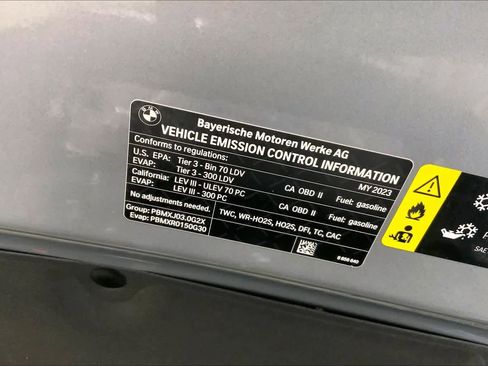 BMW
Bayerische Motoren Werke AG
VEHICLE EMISSION CONTROL INFORMATION
Conforms to regulations: MY 2023
U.S. EPA: Tier 3 - Bin 70 LDV CA OBD II Fuel: gasoline
EVAP: Tier 3 - 300 LDV
California: LEV III - ULEV 70 PC CA OBD II Fuel: gasoline
EVAP: LEV III - 300 PC
No adjustments needed.
Group: PBMXJ03.0G2X TWC, WR-HO2S, HO2S, DFI, TC, CAC
Evap: PBMXR0150G30
SAE